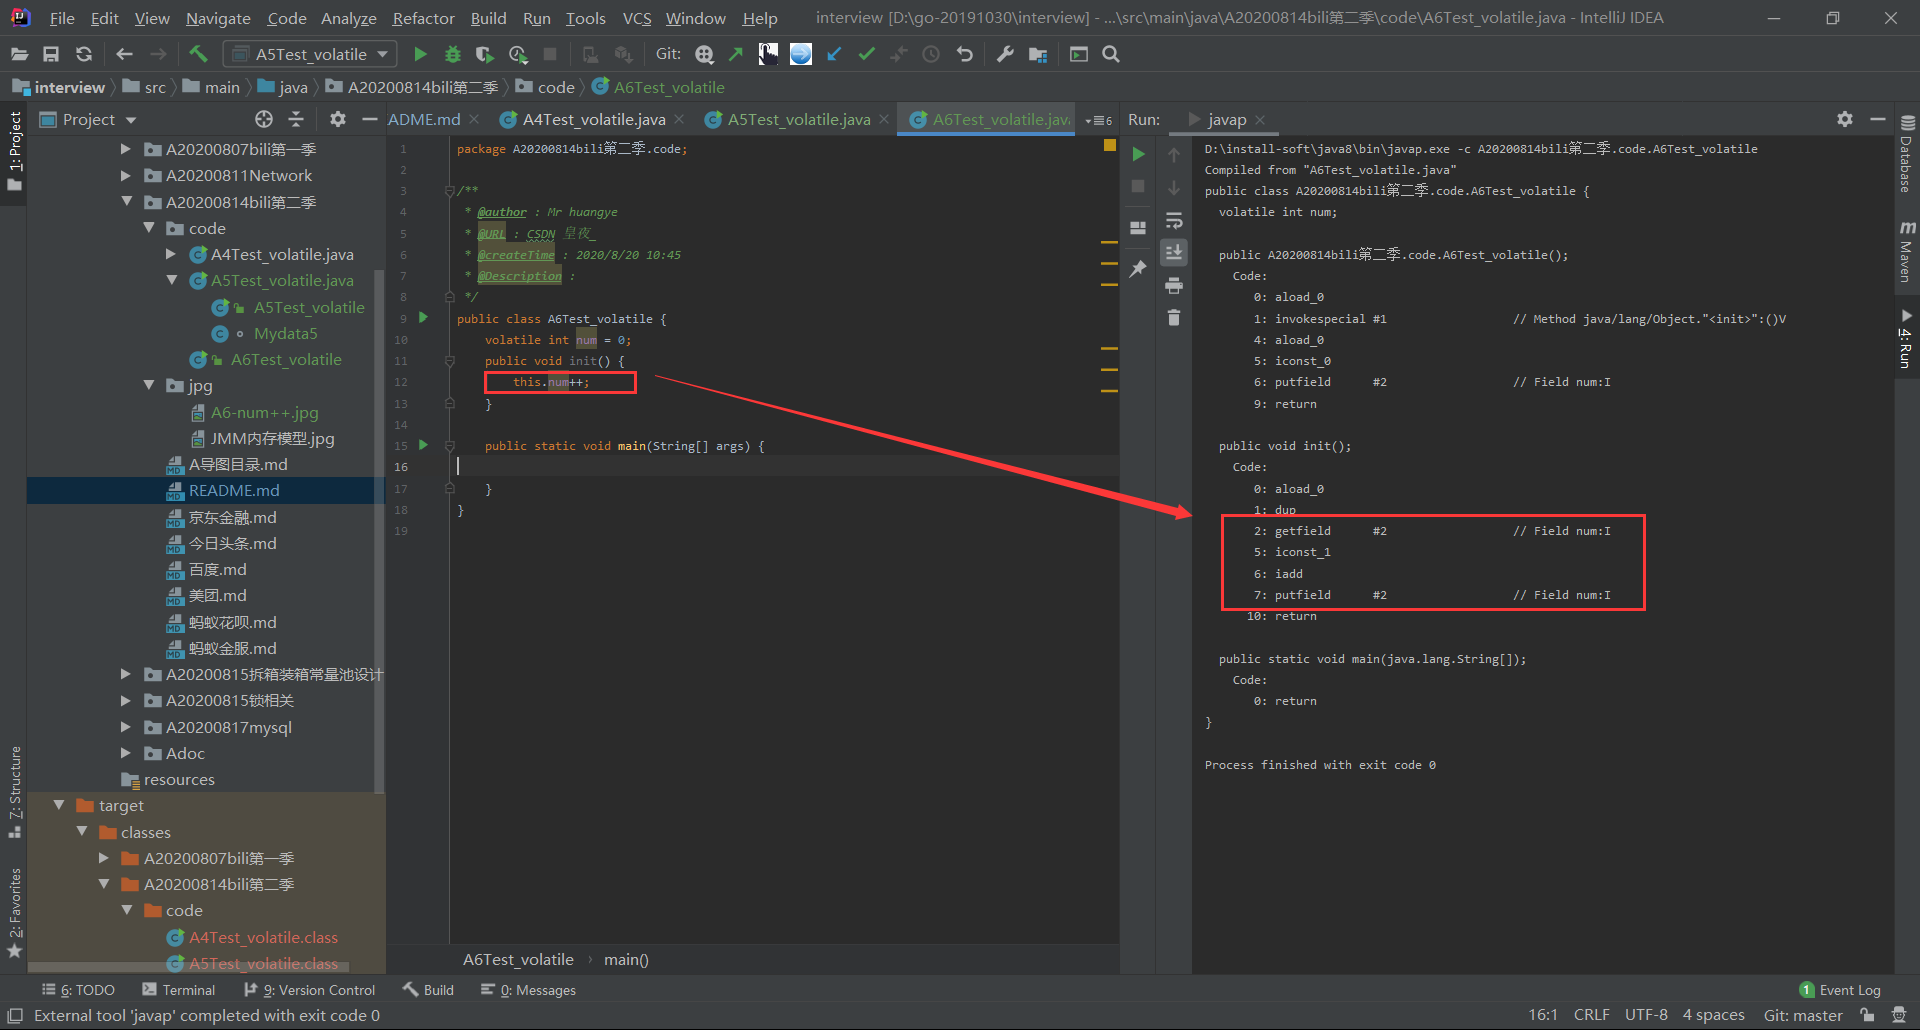 File Edit View Navigate Code Analyze Refactor Build Run Tools VCS Window Help interview [D:\go-20191030\interview] - ...\src\main\java\A20200814bili第二季\code\A6Test_volatile.java - IntelliJ IDEA
A5Test_volatile Git:
interview src main java A20200814bili第二季 code A6Test_volatile
1: Project
7: Structure
2: Favorites
Project
A20200807bili第一季
A20200811Network
A20200814bili第二季
code
A4Test_volatile.java
A5Test_volatile.java
A5Test_volatile
Mydata5
A6Test_volatile
jpg
A6-num++.jpg
JMM内存模型.jpg
A导图目录.md
README.md
京东金融.md
今日头条.md
百度.md
美团.md
蚂蚁花呗.md
蚂蚁金服.md
A20200815拆箱装箱常量池设计
A20200815锁相关
A20200817mysql
Adoc
resources
target
classes
A20200807bili第一季
A20200814bili第二季
code
A4Test_volatile.class
A5Test_volatile.class
ADME.md A4Test_volatile.java A5Test_volatile.java A6Test_volatile.java 6
1 package A20200814bili第二季.code;
2
3 /**
4 * @author : Mr huangye
5 * @URL : CSDN 皇夜_
6 * @createTime : 2020/8/20 10:45
7 * @Description :
8 */
9 public class A6Test_volatile {
10 volatile int num = 0;
11 public void init() {
12 this.num++;
13 }
14
15 public static void main(String[] args) {
16
17 }
18 }
19
A6Test_volatile › main()
Run: javap
D:\install-soft\java8\bin\javap.exe -c A20200814bili第二季.code.A6Test_volatile
Compiled from "A6Test_volatile.java"
public class A20200814bili第二季.code.A6Test_volatile {
volatile int num;
public A20200814bili第二季.code.A6Test_volatile();
Code:
0: aload_0
1: invokespecial #1 // Method java/lang/Object."<init>":()V
4: aload_0
5: iconst_0
6: putfield #2 // Field num:I
9: return
public void init();
Code:
0: aload_0
1: dup
2: getfield #2 // Field num:I
5: iconst_1
6: iadd
7: putfield #2 // Field num:I
10: return
public static void main(java.lang.String[]);
Code:
0: return
}
Process finished with exit code 0
Database
m Maven
4: Run
6: TODO Terminal 9: Version Control Build 0: Messages 1 Event Log
External tool 'javap' completed with exit code 0 16:1 CRLF UTF-8 4 spaces Git: master